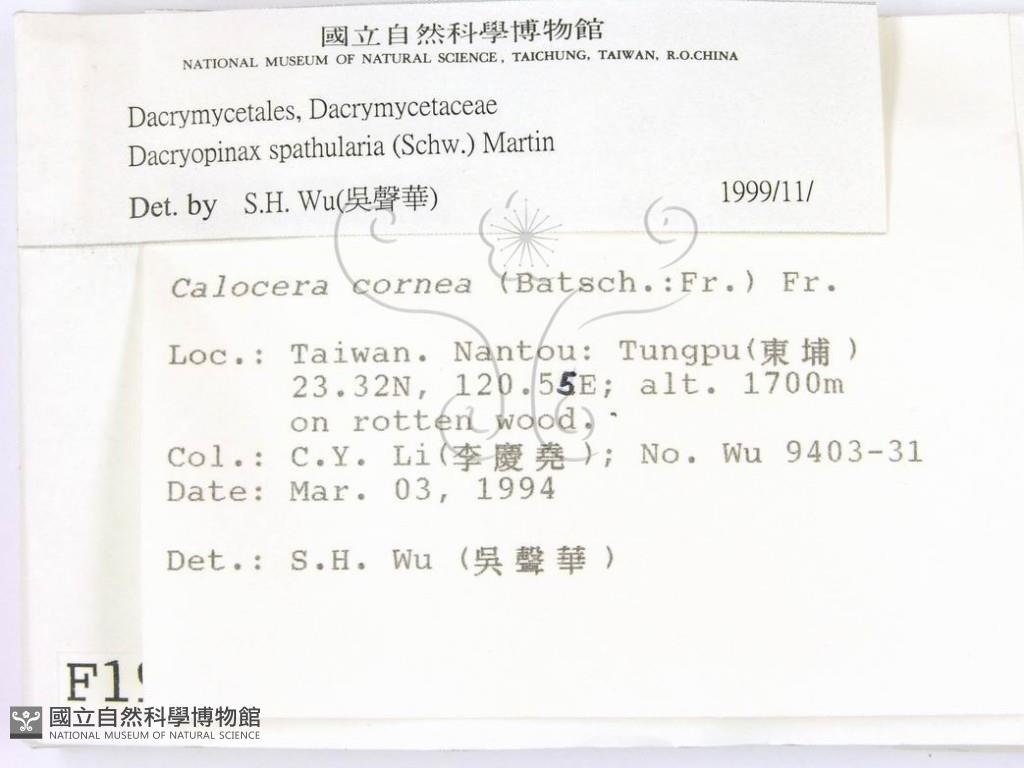 國立自然科學博物館
NATIONAL MUSEUM OF NATURAL SCIENCE, TAICHUNG, TAIWAN, R.O.CHINA
Dacrymycetales, Dacrymycetaceae
Dacryopinax spathularia (Schw.) Martin
Det. by S.H. Wu(吳聲華) 1999/11/
Calocera cornea (Batsch.:Fr.) Fr.
Loc.: Taiwan. Nantou: Tungpu(東埔)
23.32N, 120.55E; alt. 1700m
on rotten wood.
Col.: C.Y. Li(李慶堯); No. Wu 9403-31
Date: Mar. 03, 1994
Det.: S.H. Wu (吳聲華)
國立自然科學博物館
NATIONAL MUSEUM OF NATURAL SCIENCE